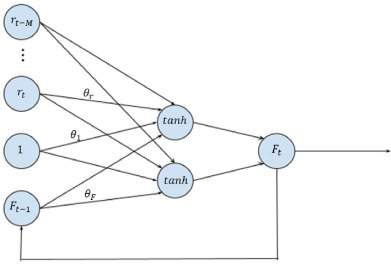 r_{t-M}
⋮
r_t
θ_r
tanh
θ_1
1
F_t
tanh
θ_F
F_{t-1}